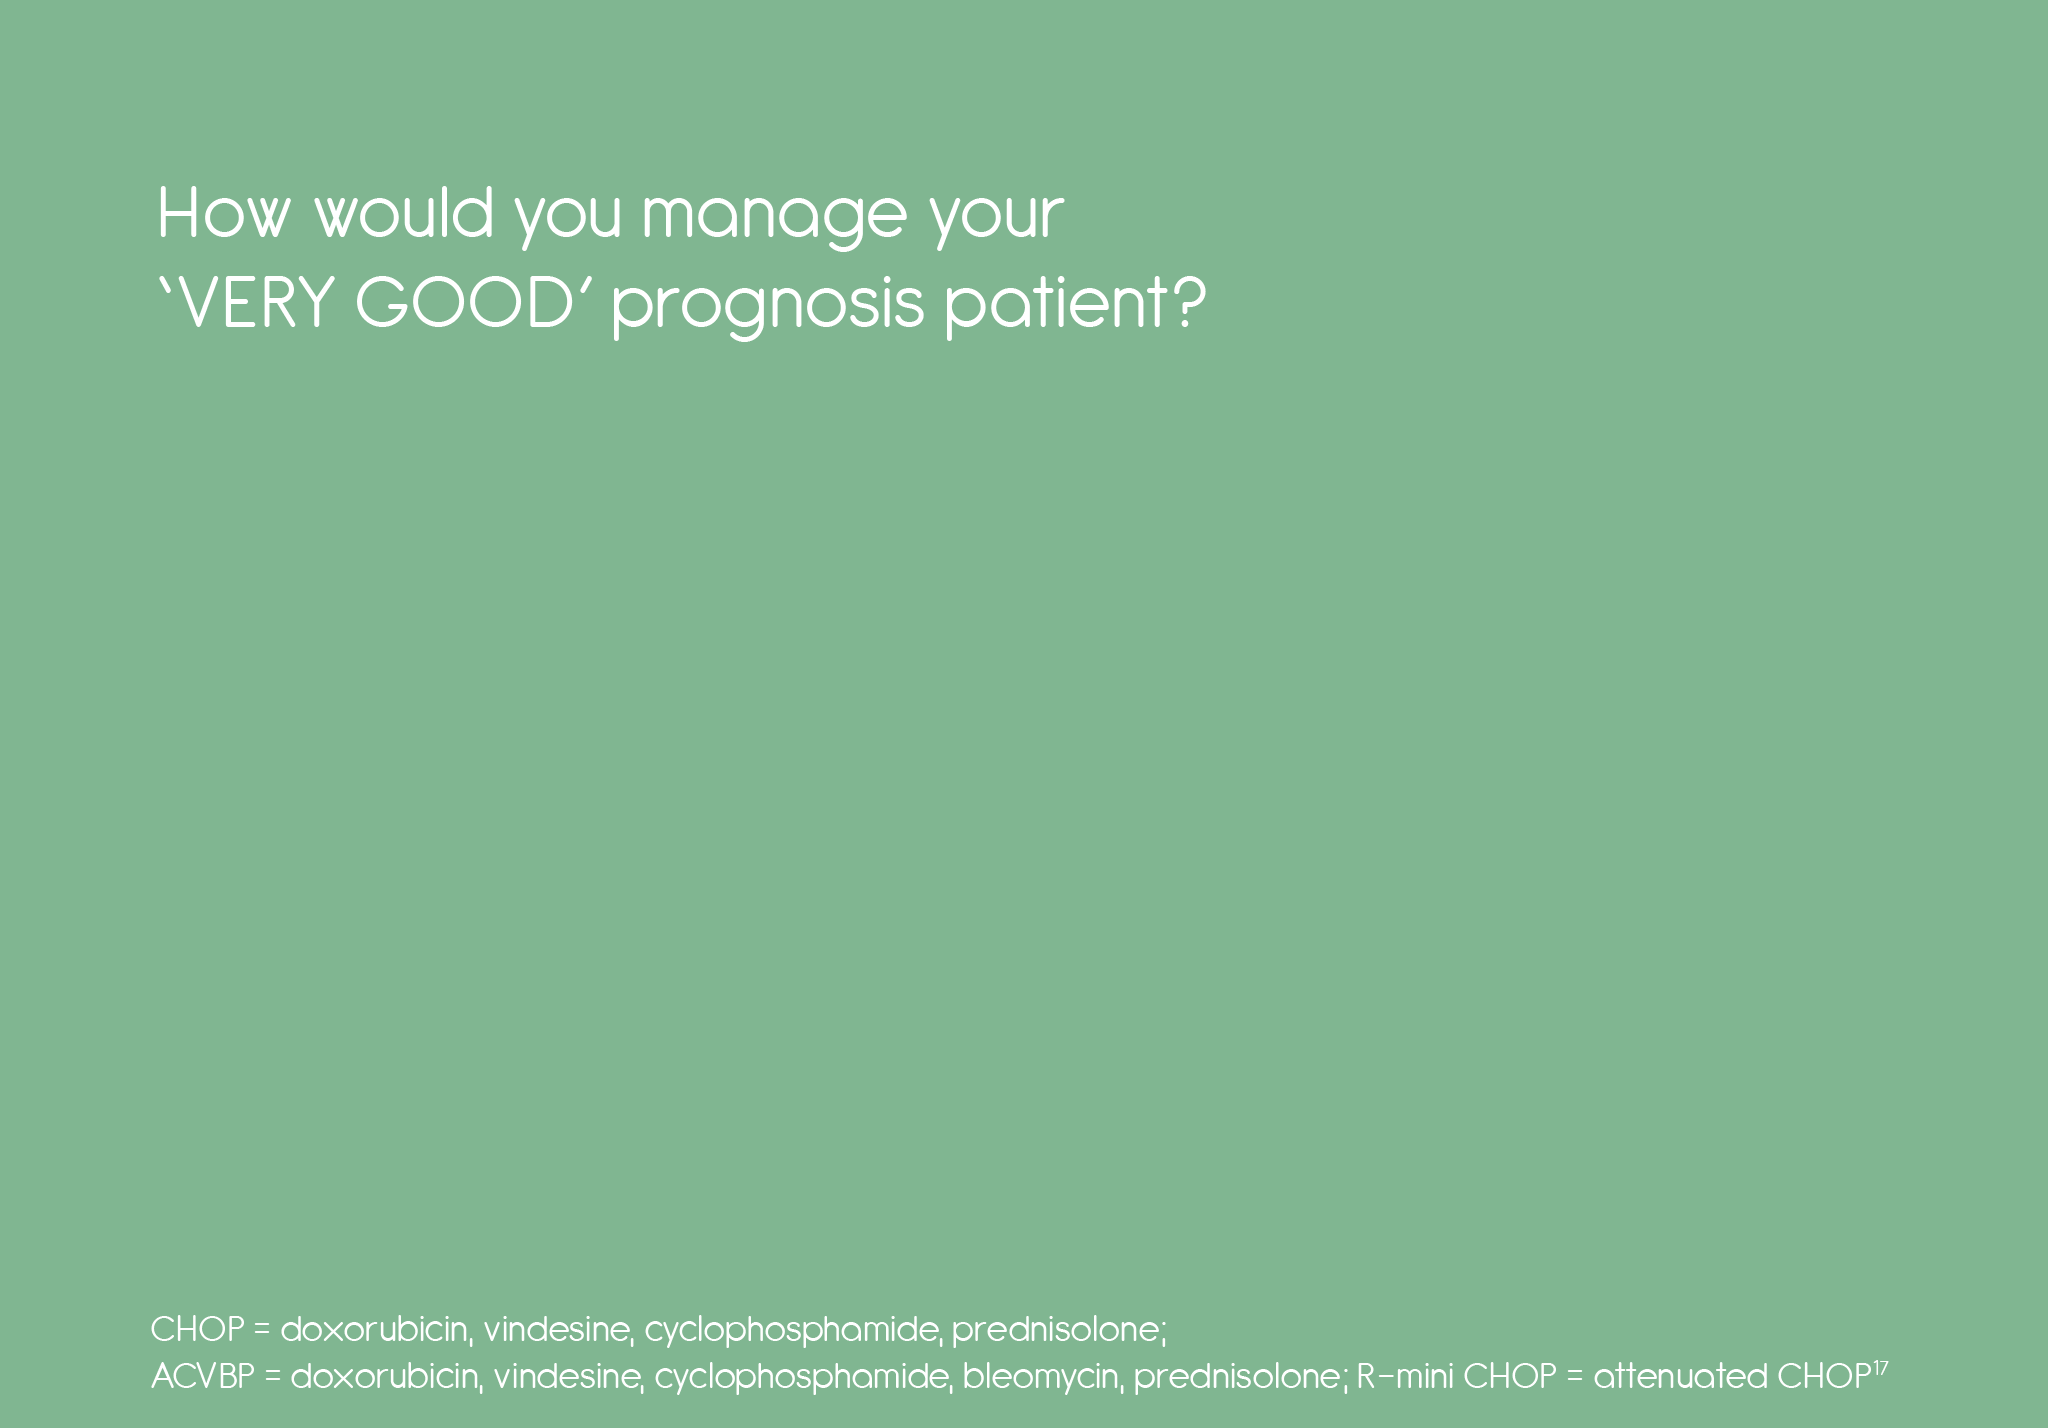 How would you manage your
‘VERY GOOD’ prognosis patient?
CHOP = doxorubicin, vindesine, cyclophosphamide, prednisolone;
ACVBP = doxorubicin, vindesine, cyclophosphamide, bleomycin, prednisolone; R-mini CHOP = attenuated CHOP¹⁷